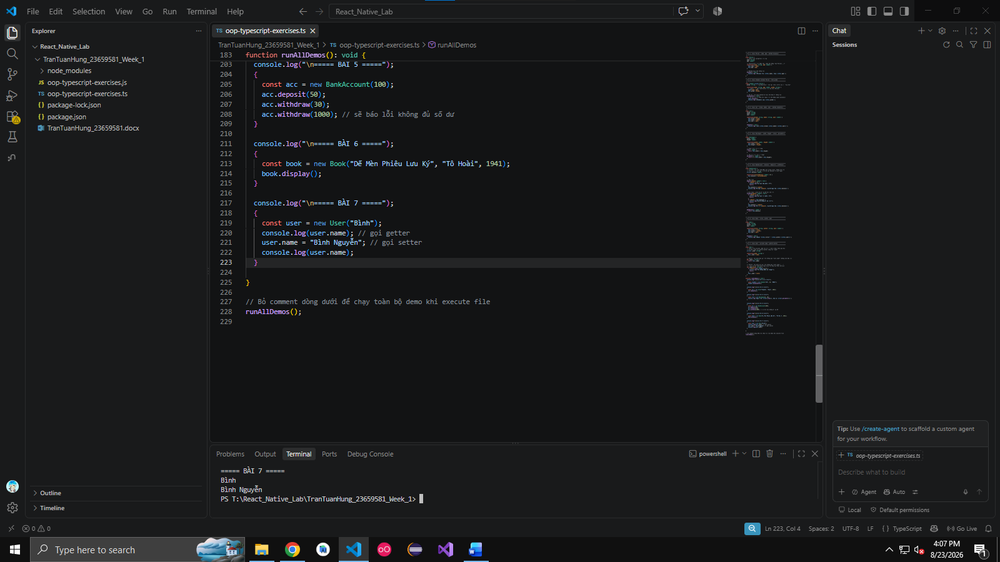 File Edit Selection View Go Run Terminal Help
React_Native_Lab
Explorer
React_Native_Lab
TranTuanHung_23659581_Week_1
node_modules
JS oop-typescript-exercises.js
TS oop-typescript-exercises.ts
{} package-lock.json
{} package.json
TranTuanHung_23659581.docx
Outline
Timeline
TS oop-typescript-exercises.ts
TranTuanHung_23659581_Week_1 > TS oop-typescript-exercises.ts > runAllDemos
183 function runAllDemos(): void {
203 console.log("\n===== BÀI 5 =====");
204 {
205 const acc = new BankAccount(100);
206 acc.deposit(50);
207 acc.withdraw(30);
208 acc.withdraw(1000); // sẽ báo lỗi không đủ số dư
209 }
210
211 console.log("\n===== BÀI 6 =====");
212 {
213 const book = new Book("Dế Mèn Phiêu Lưu Ký", "Tô Hoài", 1941);
214 book.display();
215 }
216
217 console.log("\n===== BÀI 7 =====");
218 {
219 const user = new User("Bình");
220 console.log(user.name); // gọi getter
221 user.name = "Bình Nguyễn"; // gọi setter
222 console.log(user.name);
223 }
224
225 }
226
227 // Bỏ comment dòng dưới để chạy toàn bộ demo khi execute file
228 runAllDemos();
229
Problems Output Terminal Ports Debug Console
powershell
===== BÀI 7 =====
Bình
Bình Nguyễn
PS T:\React_Native_Lab\TranTuanHung_23659581_Week_1>
Chat
Sessions
Tip: Use /create-agent to scaffold a custom agent
for your workflow.
TS oop-typescript-exercises.ts
Describe what to build
Agent Auto
Local Default permissions
0 0
Ln 223, Col 4 Spaces: 2 UTF-8 LF {} TypeScript Go Live
Type here to search
4:07 PM
8/23/2026
1